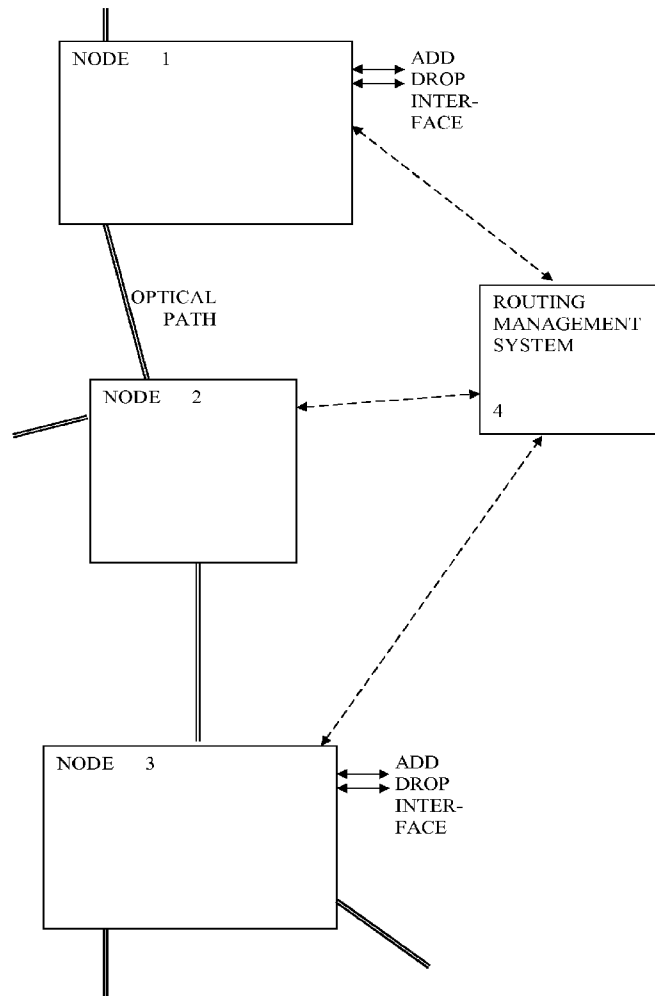 NODE 1
ADD
DROP
INTER-
FACE
OPTICAL
PATH
ROUTING
MANAGEMENT
SYSTEM
4
NODE 2
NODE 3
ADD
DROP
INTER-
FACE